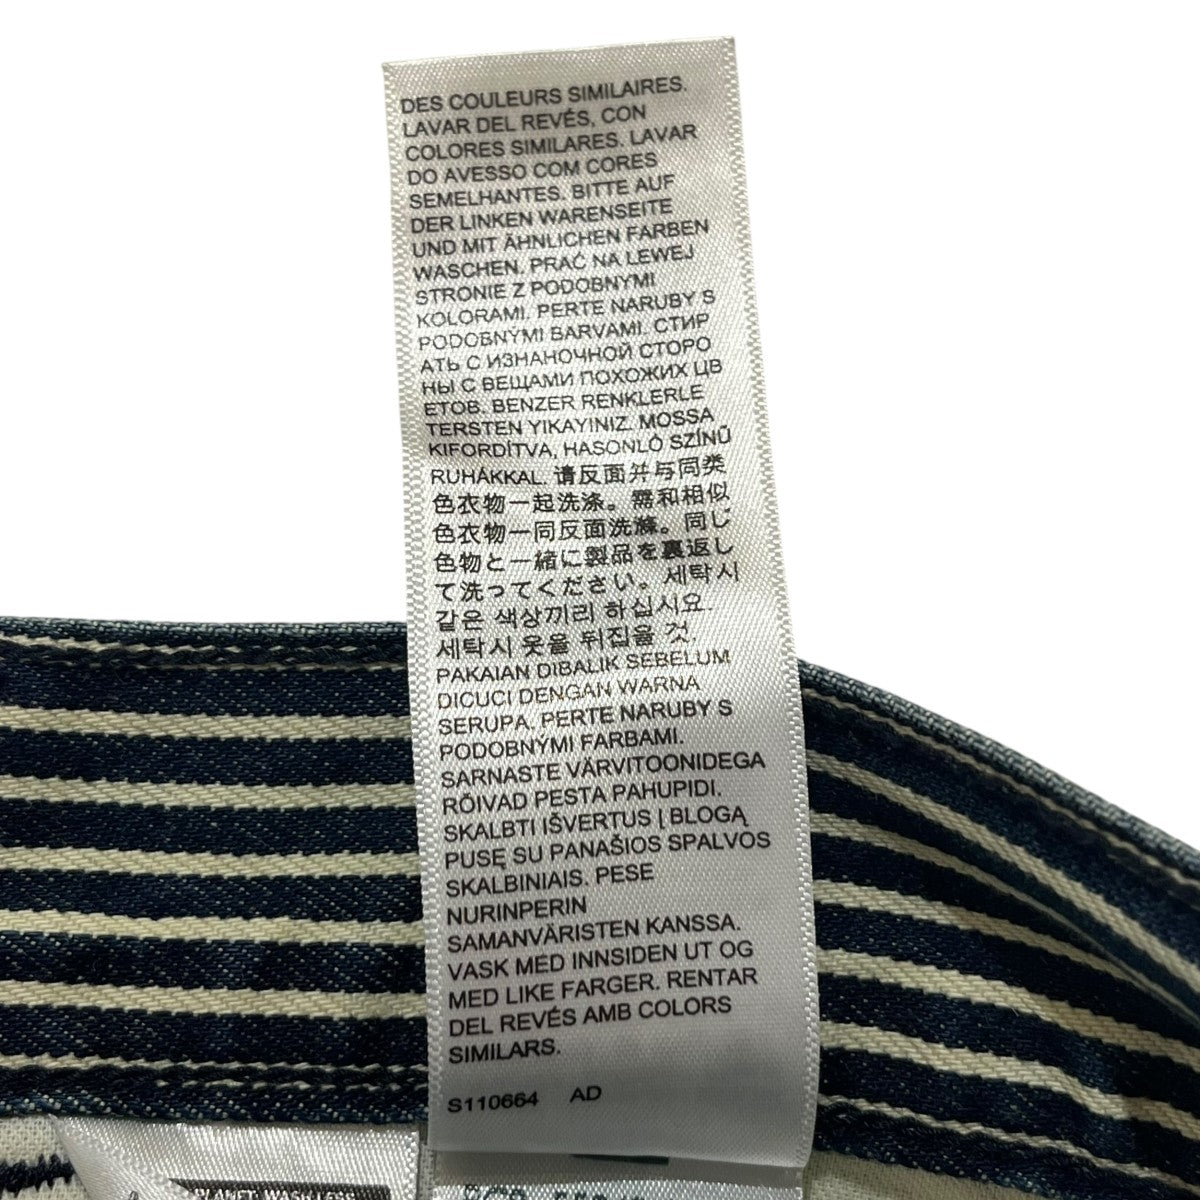 DES COULEURS SIMILAIRES.
LAVAR DEL REVÉS, CON
COLORES SIMILARES. LAVAR
DO AVESSO COM CORES
SEMELHANTES. BITTE AUF
DER LINKEN WARENSEITE
UND MIT ÄHNLICHEN FARBEN
WASCHEN. PRAĆ NA LEWEJ
STRONIE Z PODOBNYMI
KOLORAMI. PERTE NARUBY S
PODOBNÝMI BARVAMI. СТИР
АТЬ С ИЗНАНОЧНОЙ СТОРО
НЫ С ВЕЩАМИ ПОХОЖИХ ЦВ
ЕТОВ. BENZER RENKLERLE
TERSTEN YIKAYINIZ. MOSSA
KIFORDÍTVA, HASONLÓ SZÍNŰ
RUHÁKKAL. 请反面并与同类
色衣物一起洗涤。需和相似
色衣物一同反面洗滌。同じ
色物と一緒に製品を裏返し
て洗ってください。세탁시
같은 색상끼리 하십시요.
세탁시 옷을 뒤집을 것.
PAKAIAN DIBALIK SEBELUM
DICUCI DENGAN WARNA
SERUPA. PERTE NARUBY S
PODOBNÝMI FARBAMI.
SARNASTE VÄRVITOONIDEGA
RÕIVAD PESTA PAHUPIDI.
SKALBTI IŠVERTUS Į BLOGĄ
PUSĘ SU PANAŠIOS SPALVOS
SKALBINIAIS. PESE
NURINPERIN
SAMANVÄRISTEN KANSSA.
VASK MED INNSIDEN UT OG
MED LIKE FARGER. RENTAR
DEL REVÉS AMB COLORS
SIMILARS.
S110664 AD
PLANET: WASH LESS